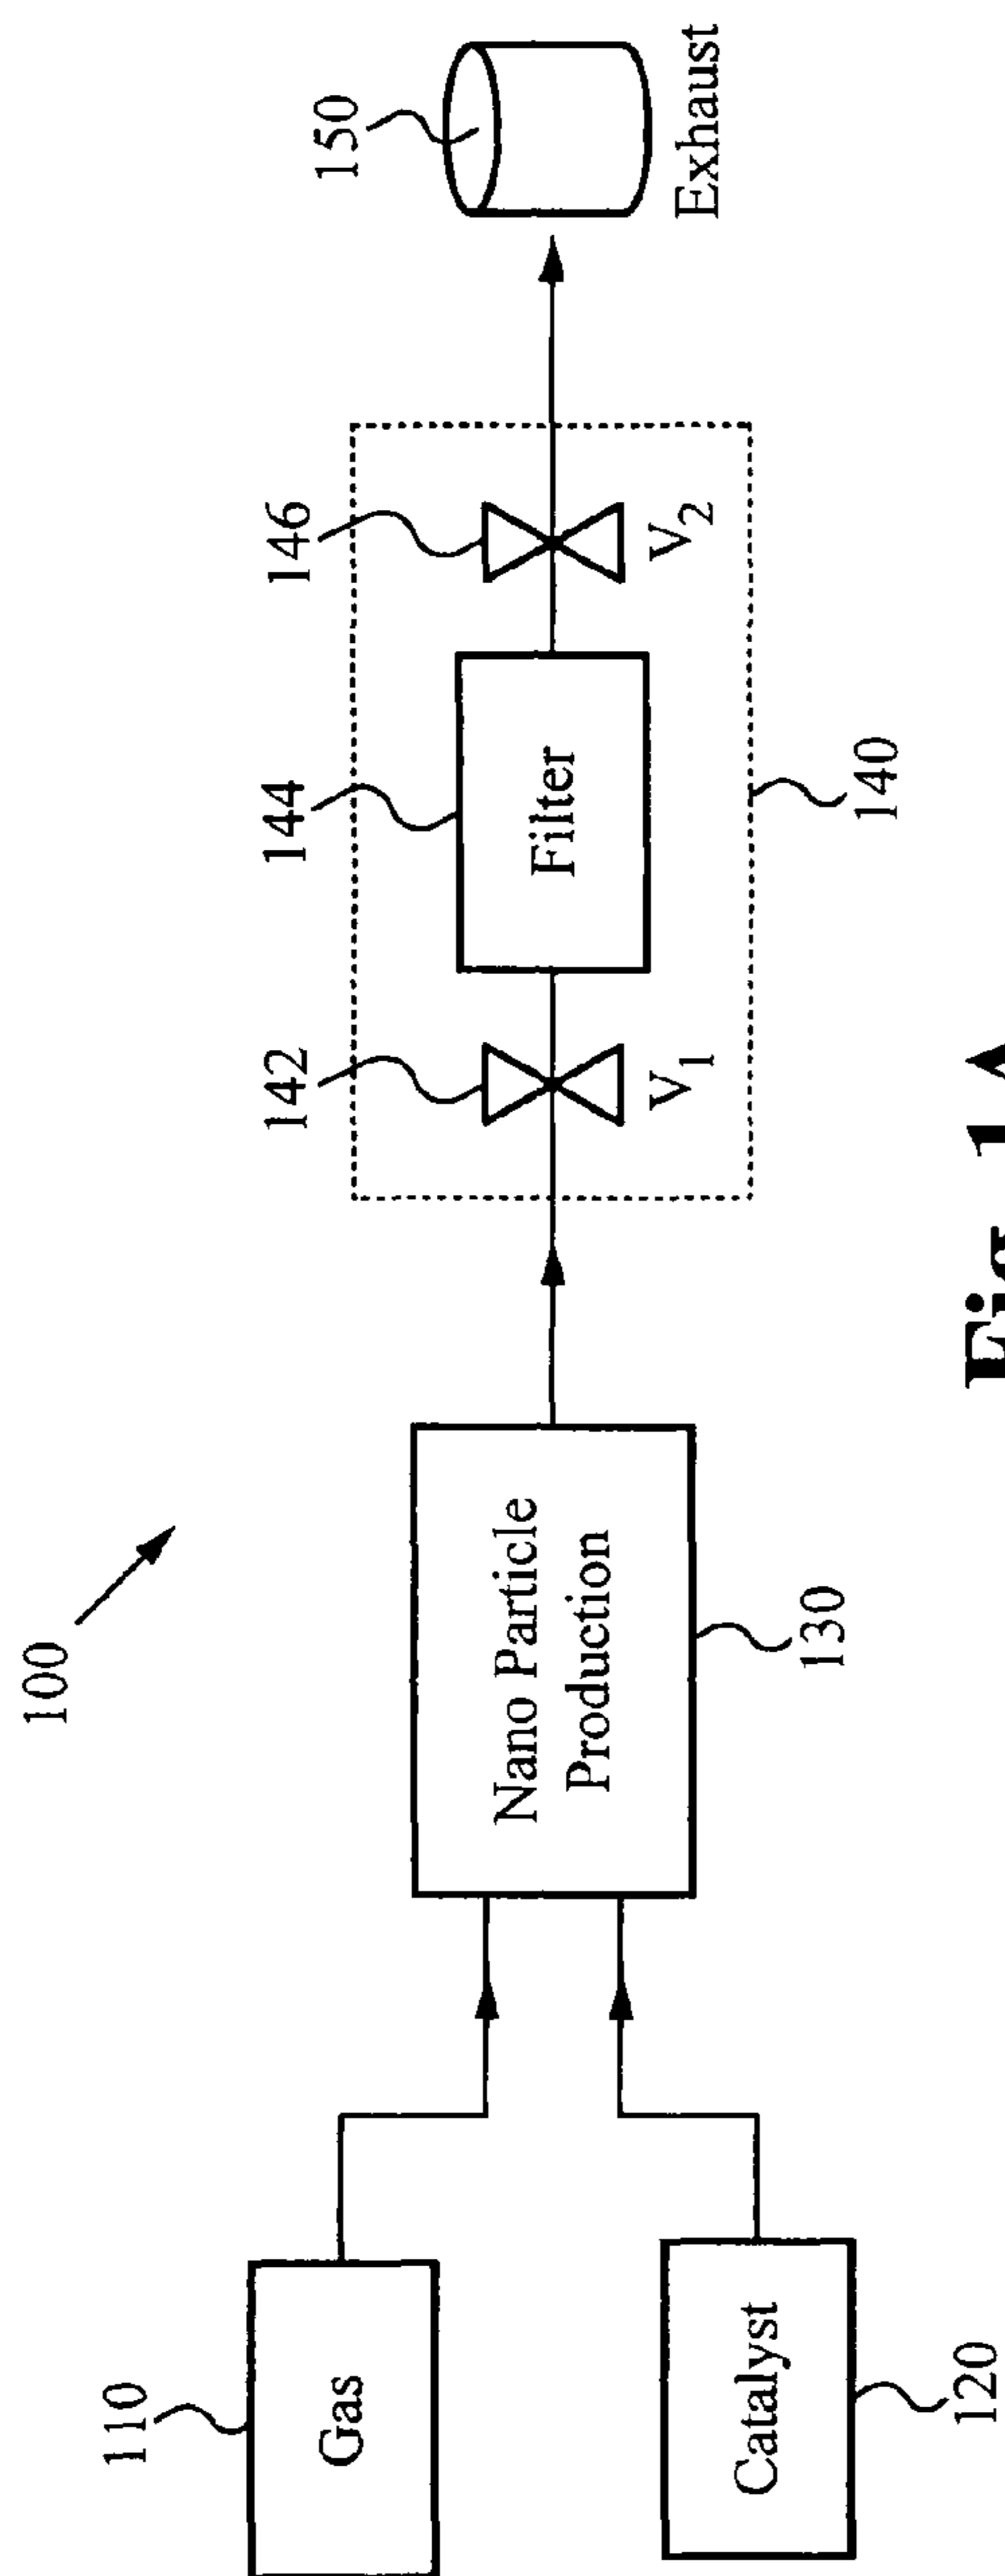 100
110
Gas
Catalyst
120
Nano Particle
Production
130
142
V1
144
Filter
146
V2
140
150
Exhaust